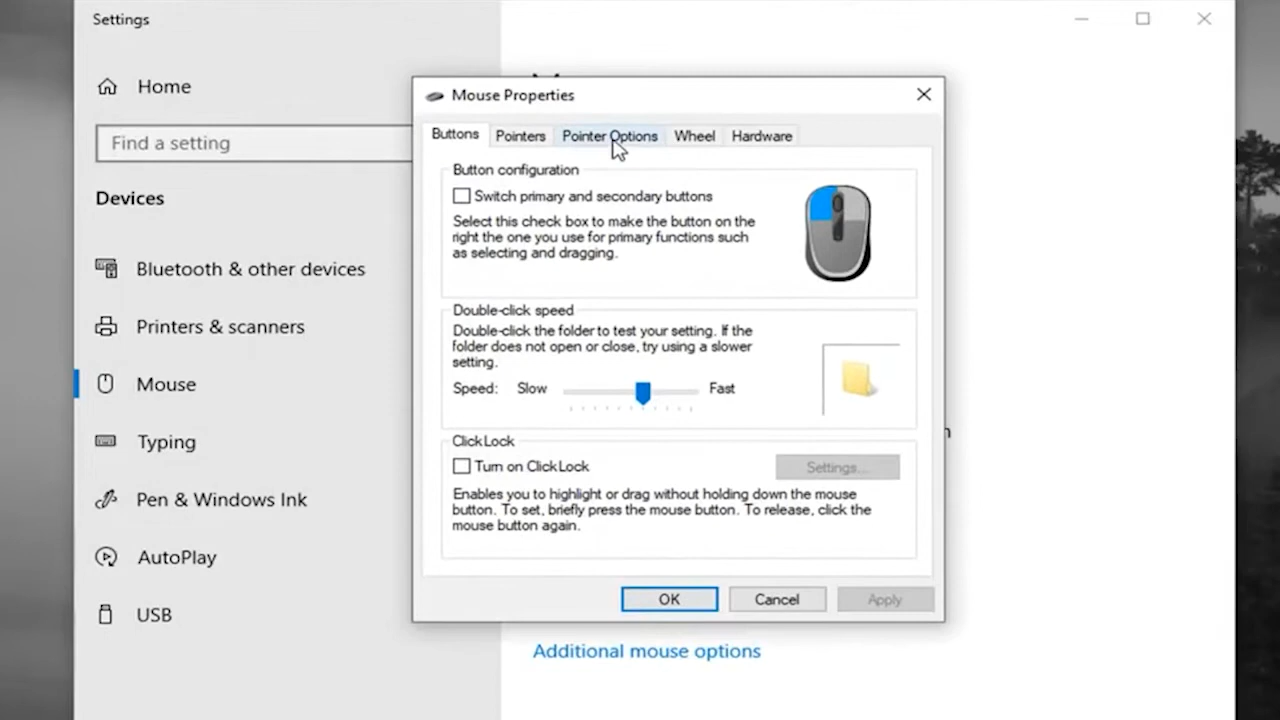 Settings
Home
Find a setting
Devices
Bluetooth & other devices
Printers & scanners
Mouse
Typing
Pen & Windows Ink
AutoPlay
USB
Mouse Properties
Buttons Pointers Pointer Options Wheel Hardware
Button configuration
Switch primary and secondary buttons
Select this check box to make the button on the
right the one you use for primary functions such
as selecting and dragging.
Double-click speed
Double-click the folder to test your setting. If the
folder does not open or close, try using a slower
setting.
Speed: Slow Fast
ClickLock
Turn on ClickLock
Settings...
Enables you to highlight or drag without holding down the mouse
button. To set, briefly press the mouse button. To release, click the
mouse button again.
OK Cancel Apply
Additional mouse options